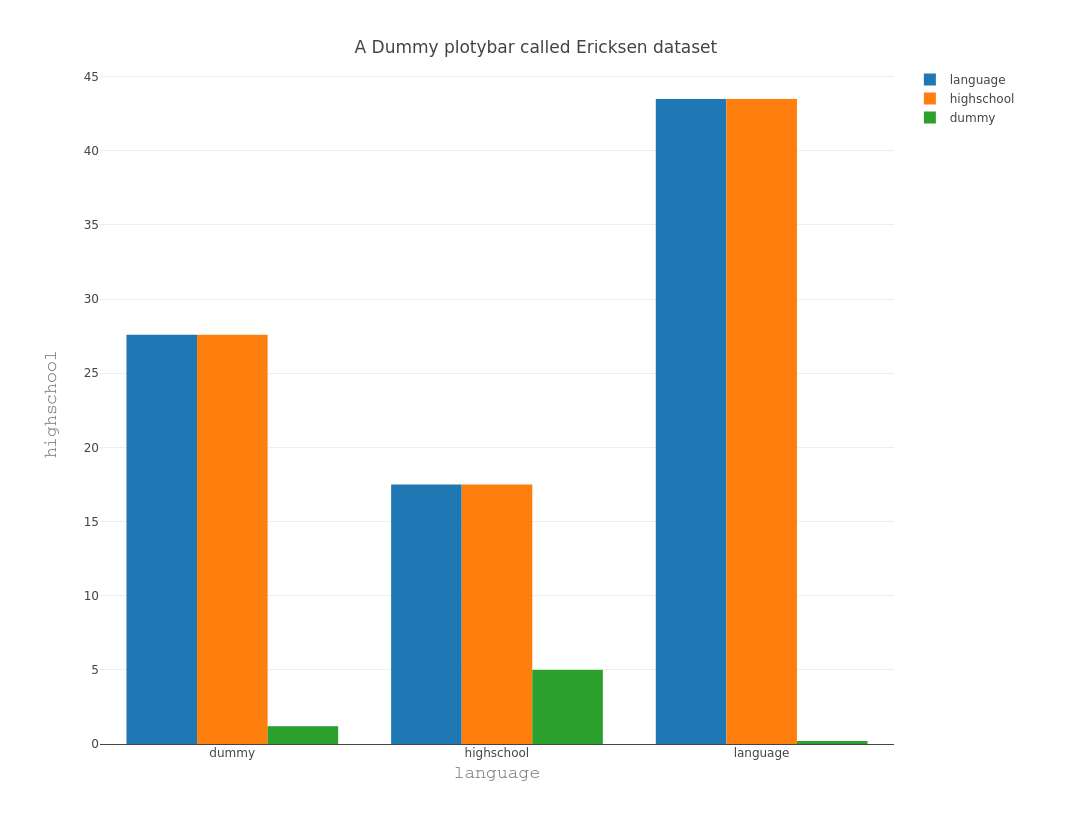 A Dummy plotybar called Ericksen dataset
language
highschool
dummy
highschool
45
40
35
30
25
20
15
10
5
0
dummy highschool language
language